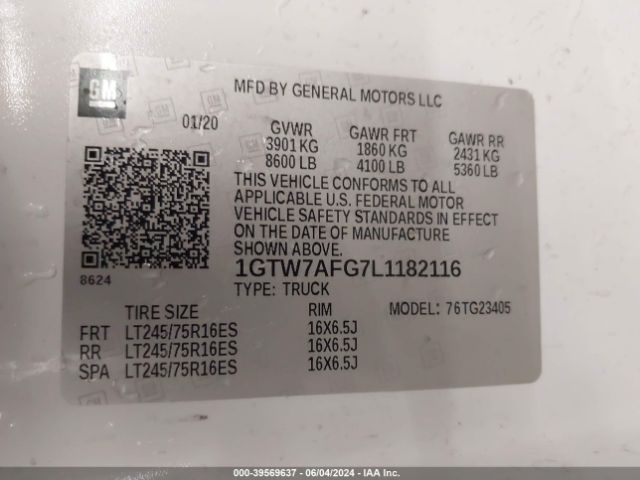 GM
MFD BY GENERAL MOTORS LLC
01/20 GVWR GAWR FRT GAWR RR
3901 KG 1860 KG 2431 KG
8600 LB 4100 LB 5360 LB
THIS VEHICLE CONFORMS TO ALL
APPLICABLE U.S. FEDERAL MOTOR
VEHICLE SAFETY STANDARDS IN EFFECT
ON THE DATE OF MANUFACTURE
SHOWN ABOVE.
8624 1GTW7AFG7L1182116
TYPE: TRUCK
TIRE SIZE RIM MODEL: 76TG23405
FRT LT245/75R16ES 16X6.5J
RR LT245/75R16ES 16X6.5J
SPA LT245/75R16ES 16X6.5J
000-39569637 - 06/04/2024 - IAA Inc.